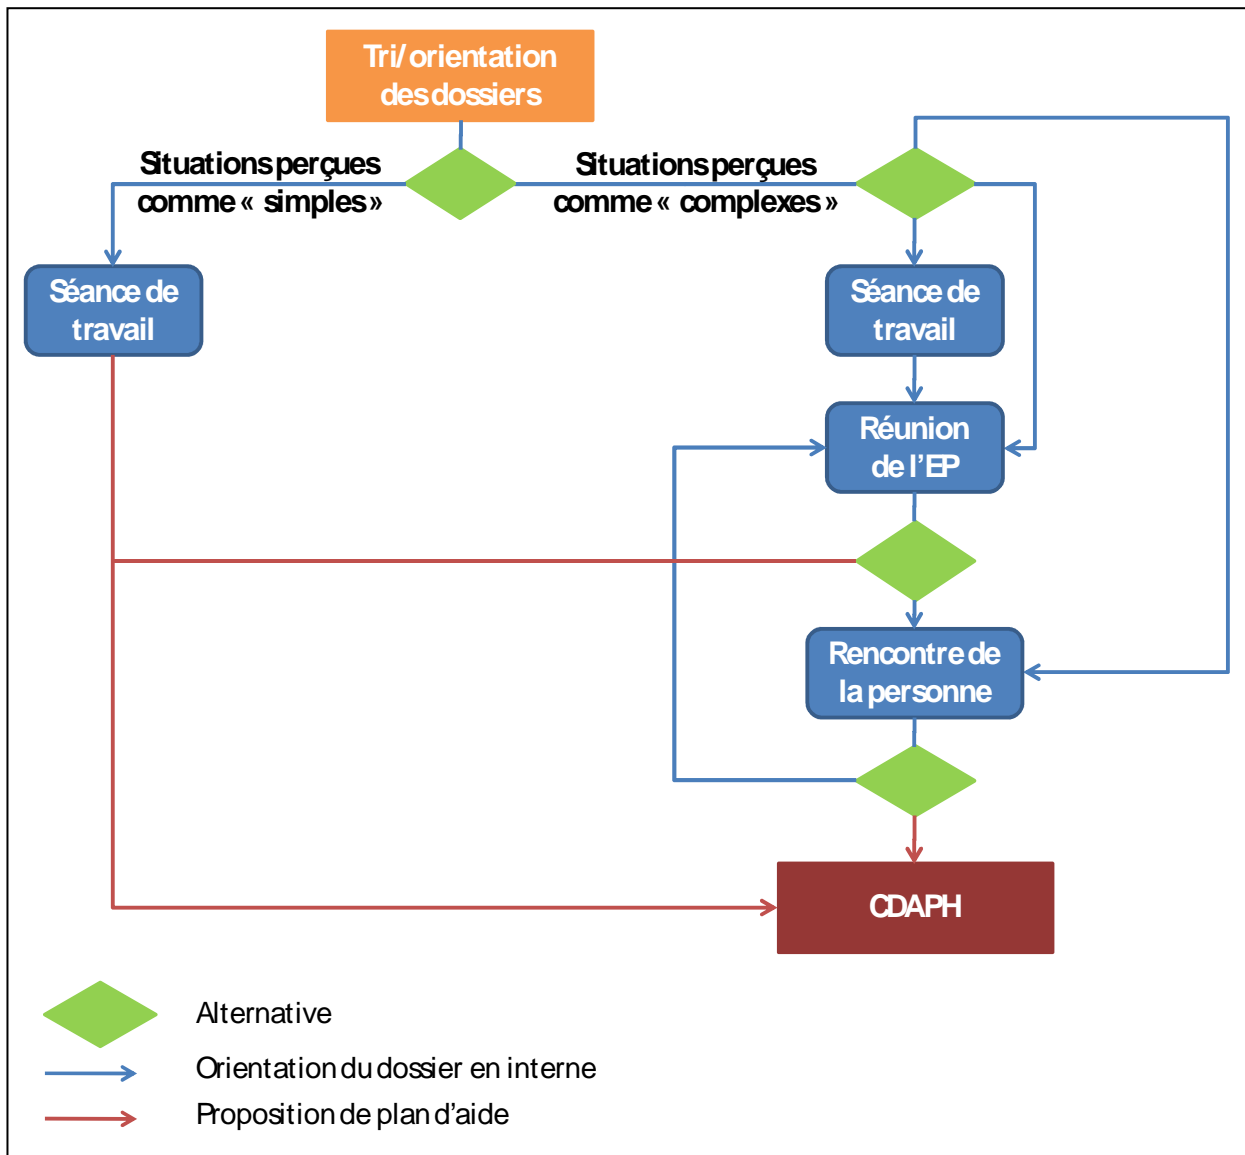 Tri/orientation
des dossiers
Situations perçues
comme « simples »
Situations perçues
comme « complexes »
Séance de
travail
Séance de
travail
Réunion
de l’EP
Rencontre de
la personne
CDAPH
Alternative
Orientation du dossier en interne
Proposition de plan d’aide